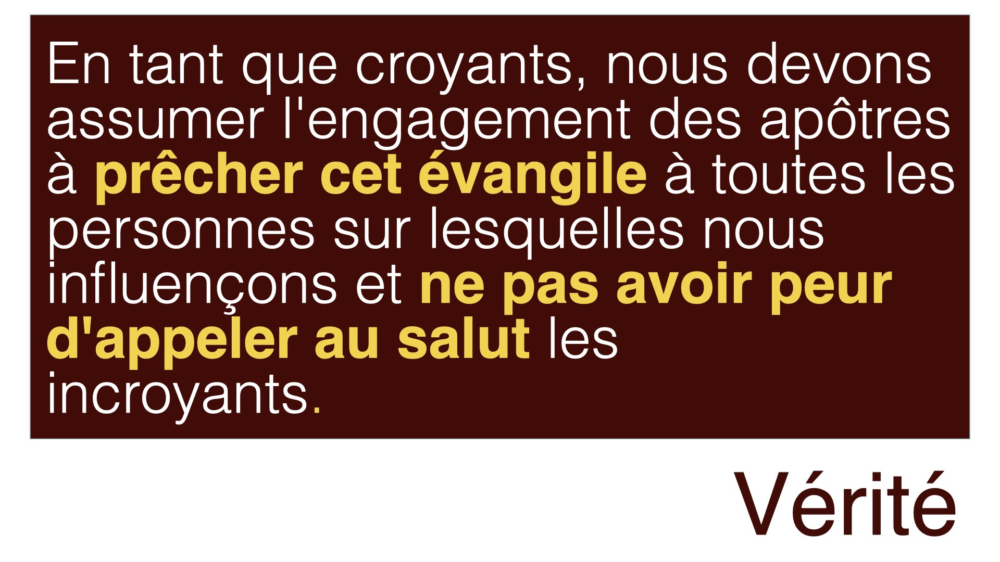 En tant que croyants, nous devons
assumer l'engagement des apôtres
à prêcher cet évangile à toutes les
personnes sur lesquelles nous
influençons et ne pas avoir peur
d'appeler au salut les
incroyants.
Vérité